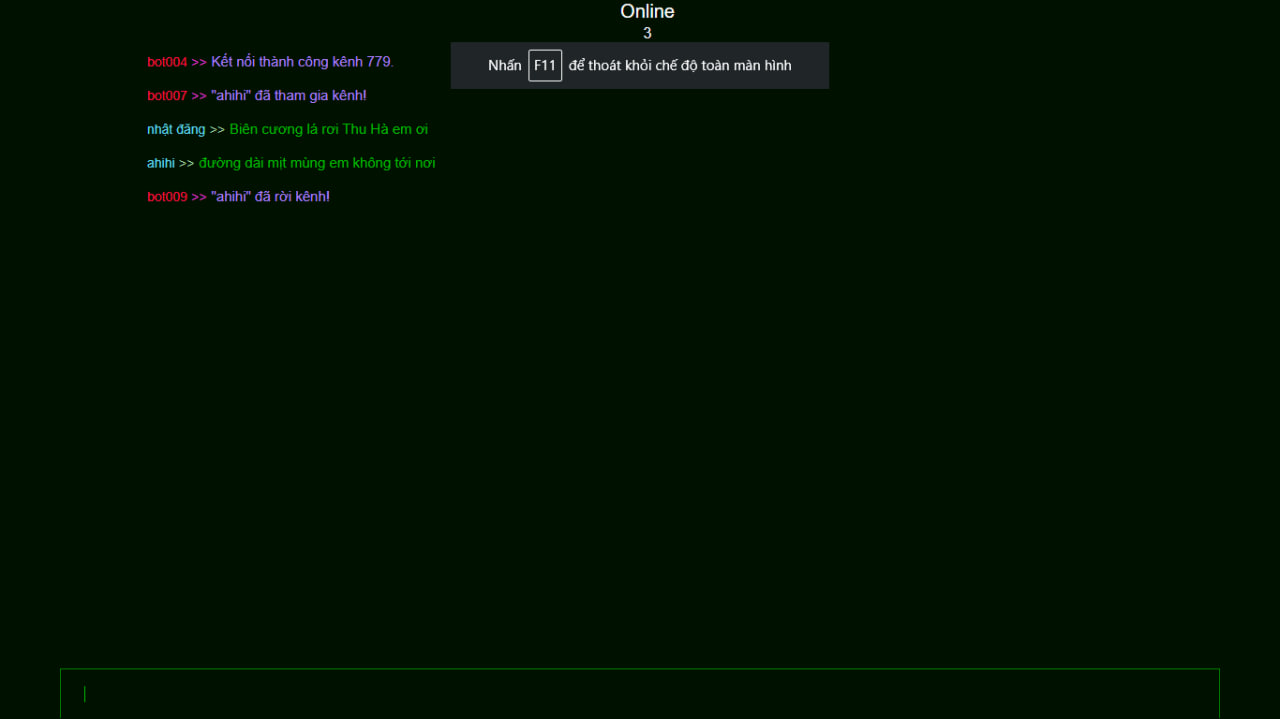 Online
3
Nhấn F11 để thoát khỏi chế độ toàn màn hình
bot004 >> Kết nối thành công kênh 779.
bot007 >> "ahihi" đã tham gia kênh!
nhật đăng >> Biên cương lá rơi Thu Hà em ơi
ahihi >> đường dài mịt mùng em không tới nơi
bot009 >> "ahihi" đã rời kênh!